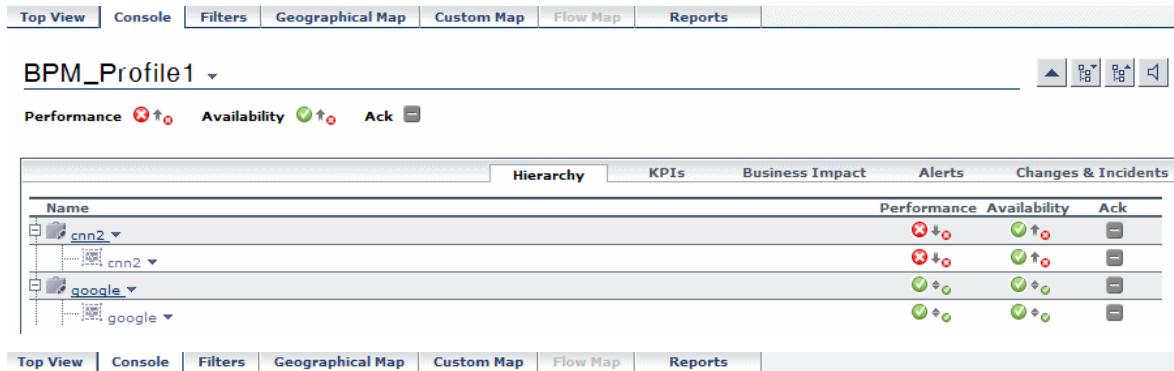 Top View Console Filters Geographical Map Custom Map Flow Map Reports
BPM_Profile1
Performance Availability Ack
Hierarchy KPIs Business Impact Alerts Changes & Incidents
Name Performance Availability Ack
cnn2
cnn2
google
google
Top View Console Filters Geographical Map Custom Map Flow Map Reports